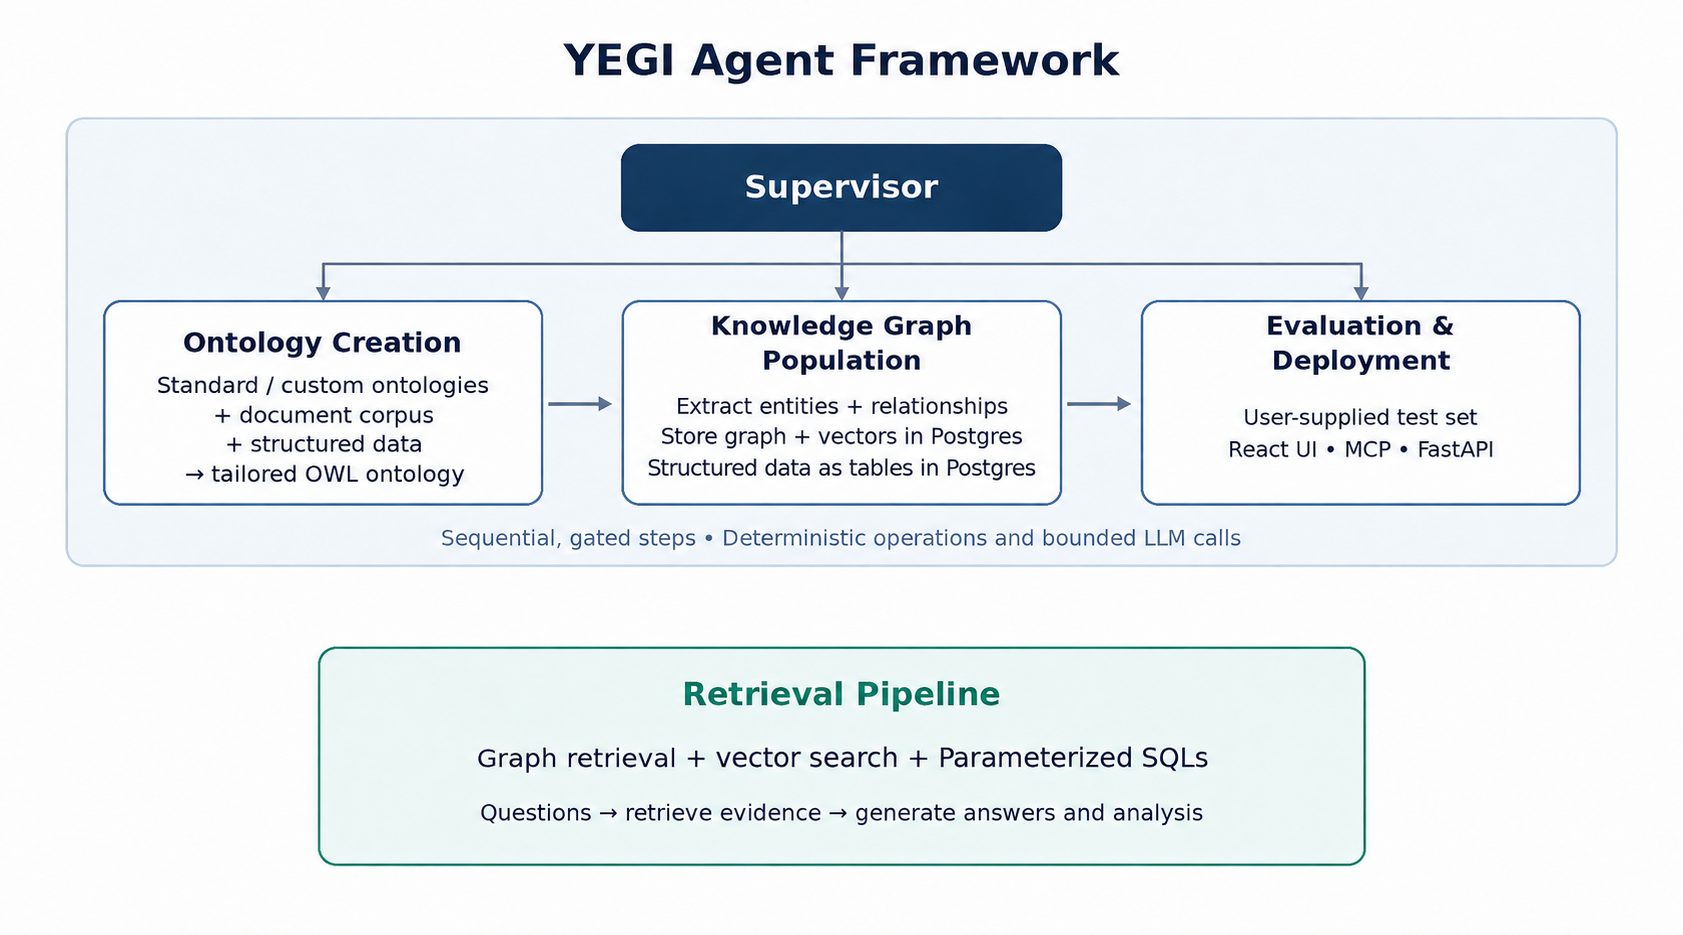 YEGI Agent Framework
Supervisor
Ontology Creation
Standard / custom ontologies
+ document corpus
+ structured data
→ tailored OWL ontology
Knowledge Graph
Population
Extract entities + relationships
Store graph + vectors in Postgres
Structured data as tables in Postgres
Evaluation &
Deployment
User-supplied test set
React UI • MCP • FastAPI
Sequential, gated steps • Deterministic operations and bounded LLM calls
Retrieval Pipeline
Graph retrieval + vector search + Parameterized SQLs
Questions → retrieve evidence → generate answers and analysis